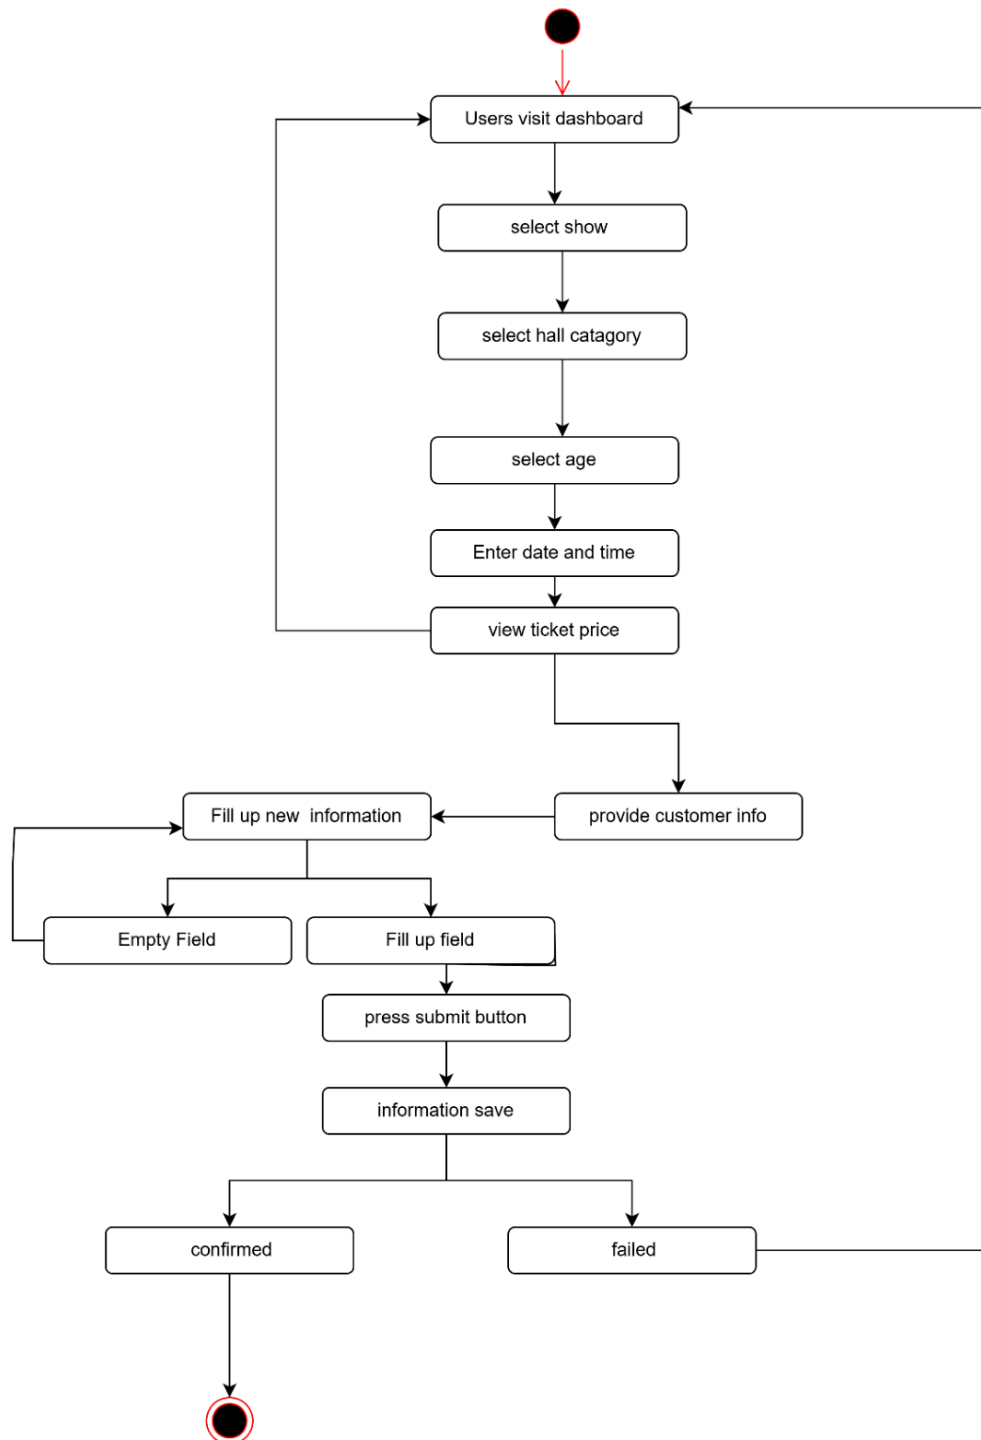 Users visit dashboard
select show
select hall catagory
select age
Enter date and time
view ticket price
Fill up new  information
provide customer info
Empty Field
Fill up field
press submit button
information save
confirmed
failed